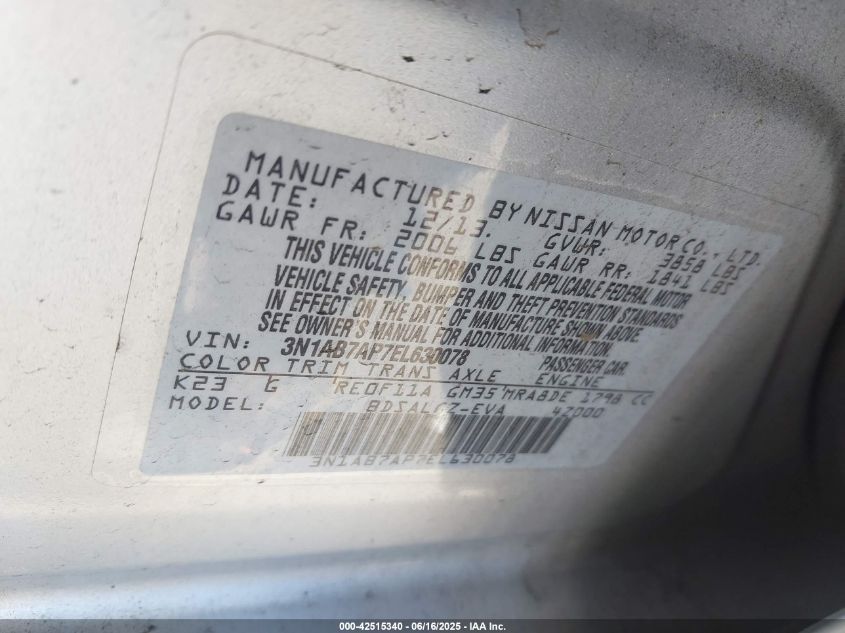 MANUFACTURED BY NISSAN MOTOR CO., LTD.
DATE: 12/13. GVWR: 3858 LBS
GAWR FR: 2006 LBS GAWR RR: 1841 LBS
THIS VEHICLE CONFORMS TO ALL APPLICABLE FEDERAL MOTOR
VEHICLE SAFETY, BUMPER AND THEFT PREVENTION STANDARDS
IN EFFECT ON THE DATE OF MANUFACTURE SHOWN ABOVE.
SEE OWNER'S MANUAL FOR ADDITIONAL INFORMATION.
VIN: 3N1AB7AP7EL630078 PASSENGER CAR
COLOR TRIM TRANS AXLE ENGINE
K23 G RE0F11A GM35 MRA8DE 1798 CC
MODEL: BDSALGZ-EVA 4Z000
3N1AB7AP7EL630078
000-42515340 - 06/16/2025 - IAA Inc.